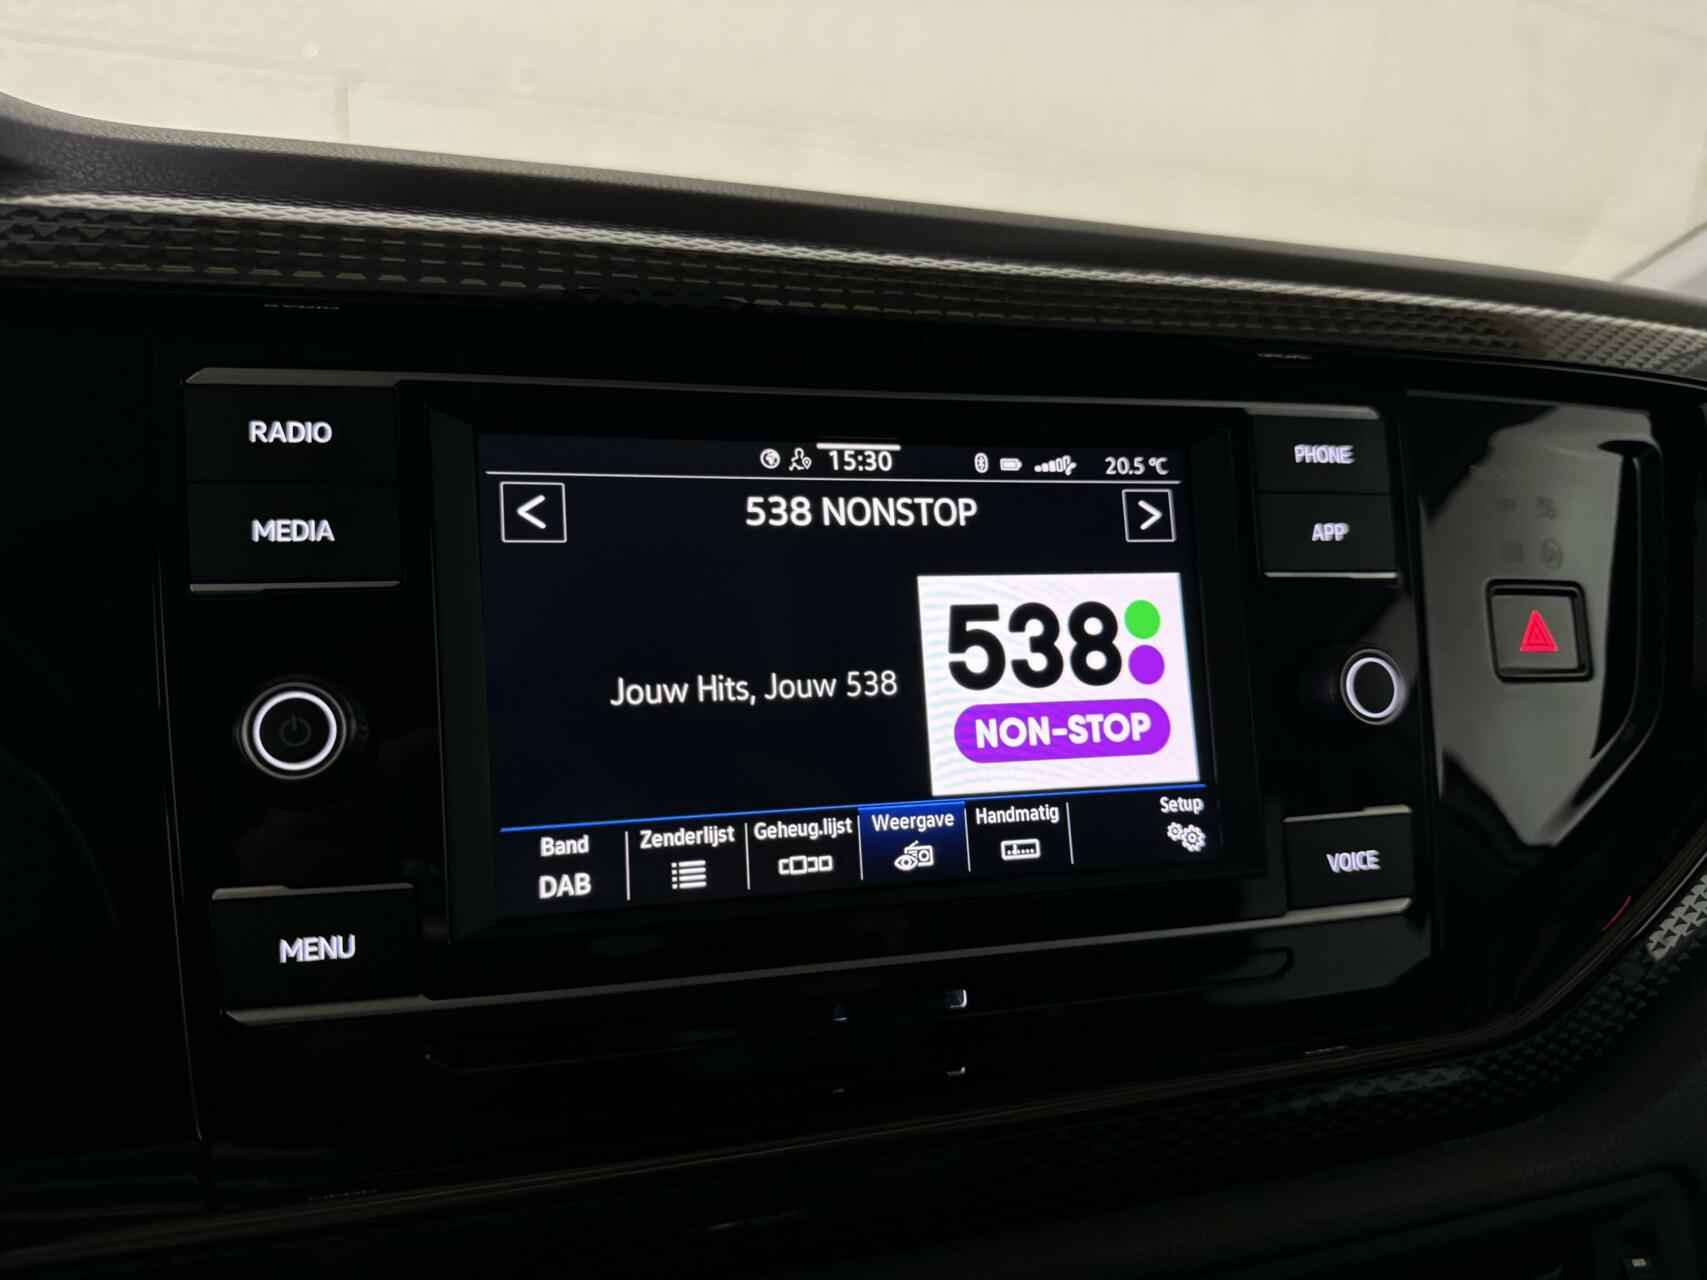 RADIO
MEDIA
MENU
15:30
20.5 °C
<
538 NONSTOP
>
Jouw Hits, Jouw 538
538
NON-STOP
Band
DAB
Zenderlijst
Geheug.lijst
Weergave
Handmatig
Setup
PHONE
APP
VOICE